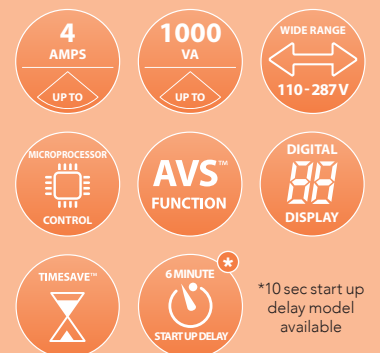 4
AMPS
UP TO
1000
VA
UP TO
WIDE RANGE
110-287V
MICROPROCESSOR
CONTROL
AVS™
FUNCTION
DIGITAL
88
DISPLAY
TIMESAVE™
*
6 MINUTE
START UP DELAY
*10 sec start up
delay model
available